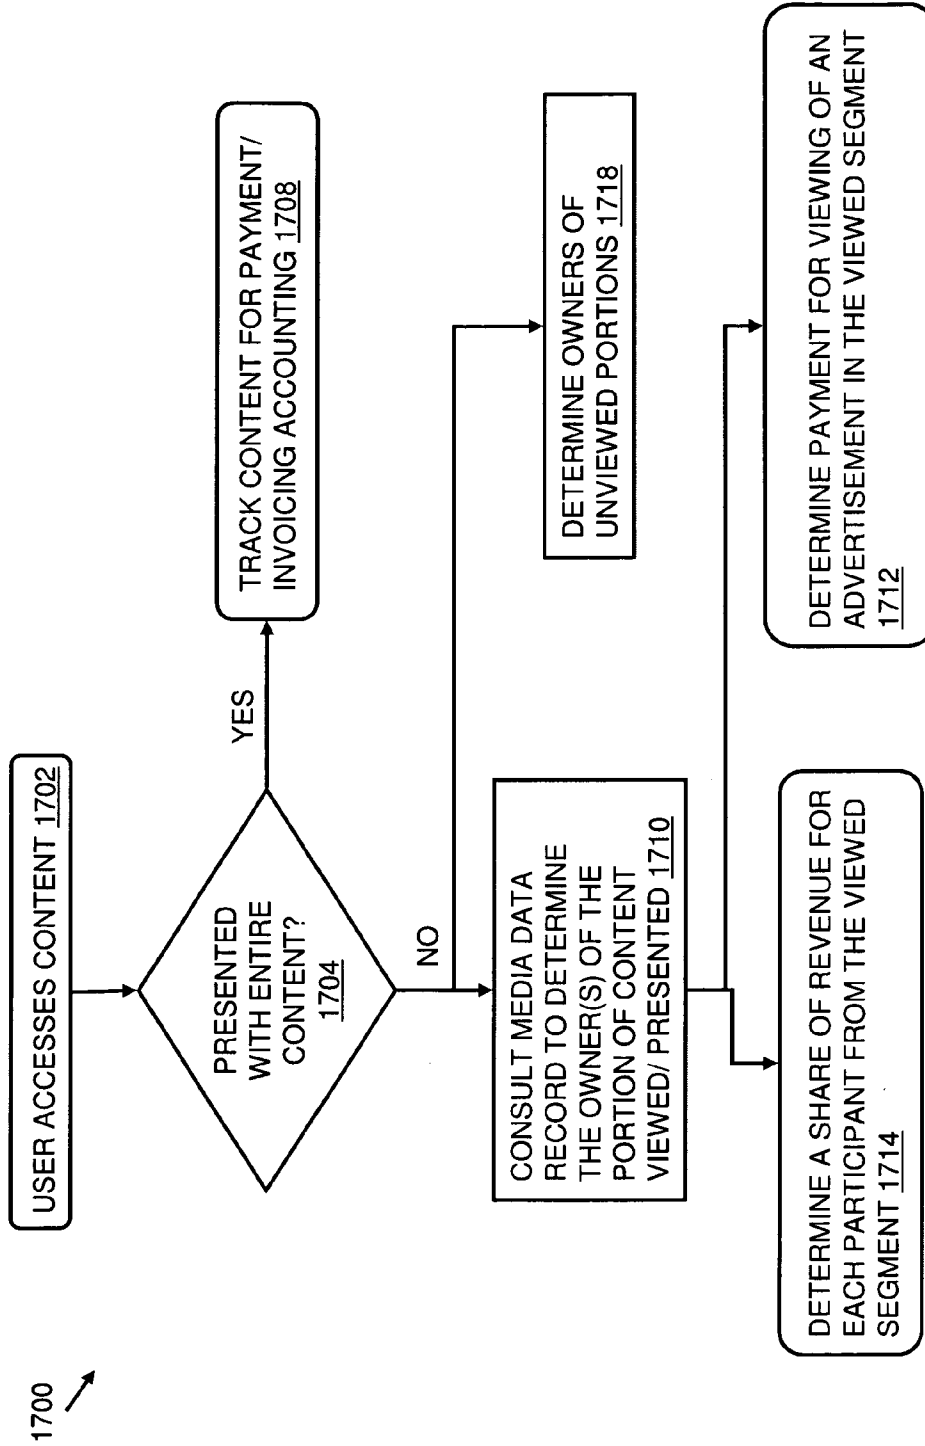 1700
USER ACCESSES CONTENT 1702
PRESENTED
WITH ENTIRE
CONTENT?
1704
YES
TRACK CONTENT FOR PAYMENT/
INVOICING ACCOUNTING 1708
NO
CONSULT MEDIA DATA
RECORD TO DETERMINE
THE OWNER(S) OF THE
PORTION OF CONTENT
VIEWED/ PRESENTED 1710
DETERMINE OWNERS OF
UNVIEWED PORTIONS 1718
DETERMINE A SHARE OF REVENUE FOR
EACH PARTICIPANT FROM THE VIEWED
SEGMENT 1714
DETERMINE PAYMENT FOR VIEWING OF AN
ADVERTISEMENT IN THE VIEWED SEGMENT
1712